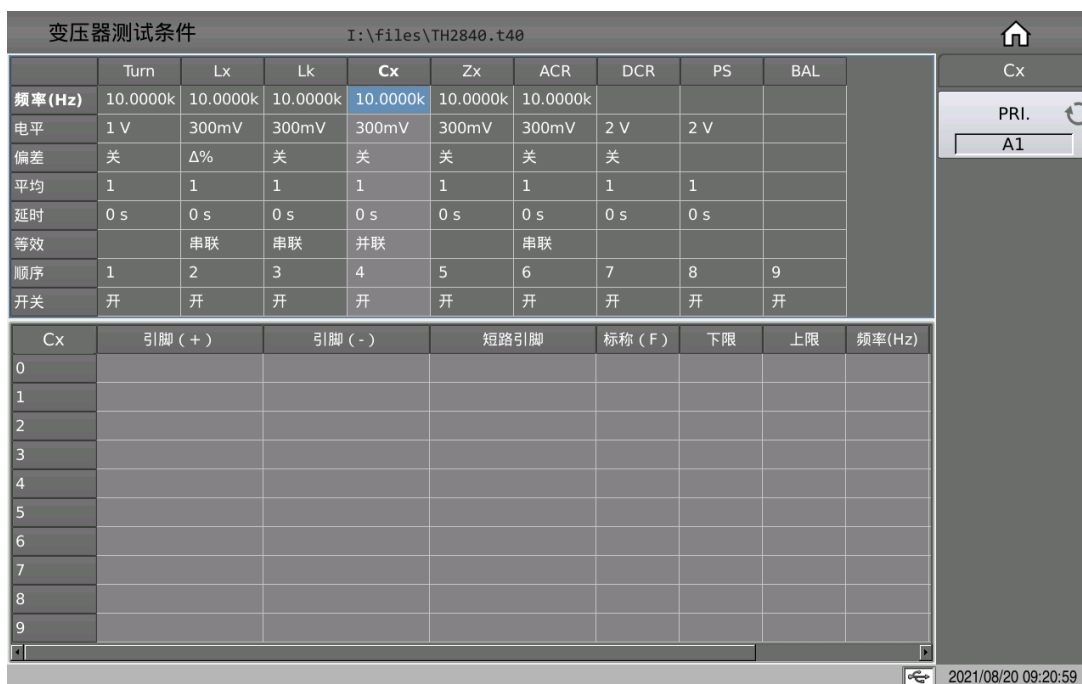 变压器测试条件 I:\files\TH2840.t40
Turn Lx Lk Cx Zx ACR DCR PS BAL Cx
频率(Hz) 10.0000k 10.0000k 10.0000k 10.0000k 10.0000k 10.0000k
PRI.
A1
电平 1 V 300mV 300mV 300mV 300mV 300mV 2 V 2 V
偏差 关 Δ% 关 关 关 关 关
平均 1 1 1 1 1 1 1 1
延时 0 s 0 s 0 s 0 s 0 s 0 s 0 s 0 s
等效 串联 串联 并联 串联
顺序 1 2 3 4 5 6 7 8 9
开关 开 开 开 开 开 开 开 开 开
Cx 引脚(+) 引脚(-) 短路引脚 标称(F) 下限 上限 频率(Hz)
0
1
2
3
4
5
6
7
8
9
2021/08/20 09:20:59